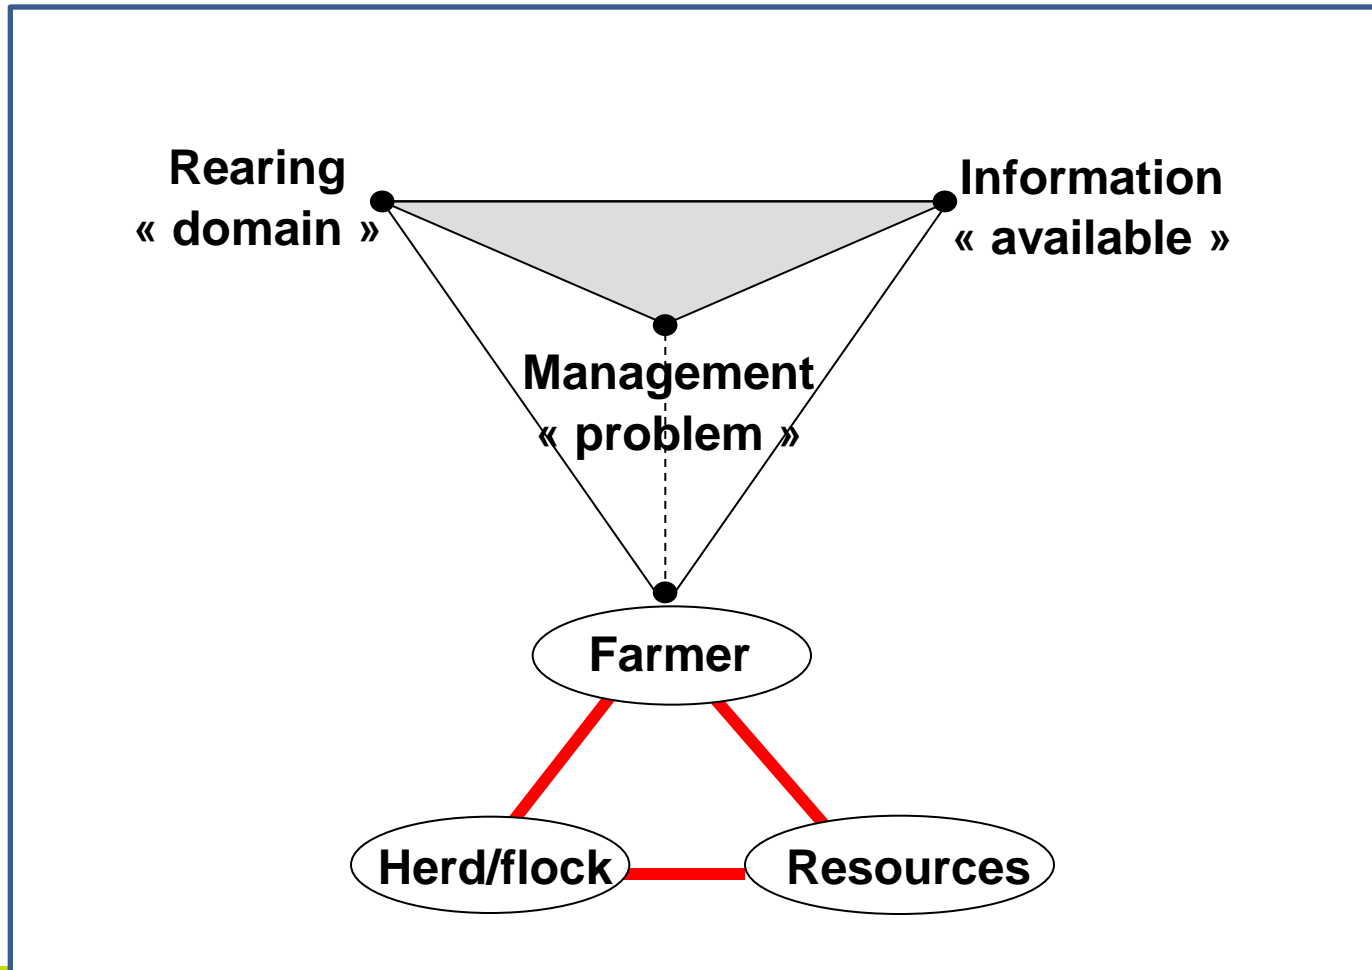 Rearing
« domain »
Information
« available »
Management
« problem »
Farmer
Herd/flock
Resources